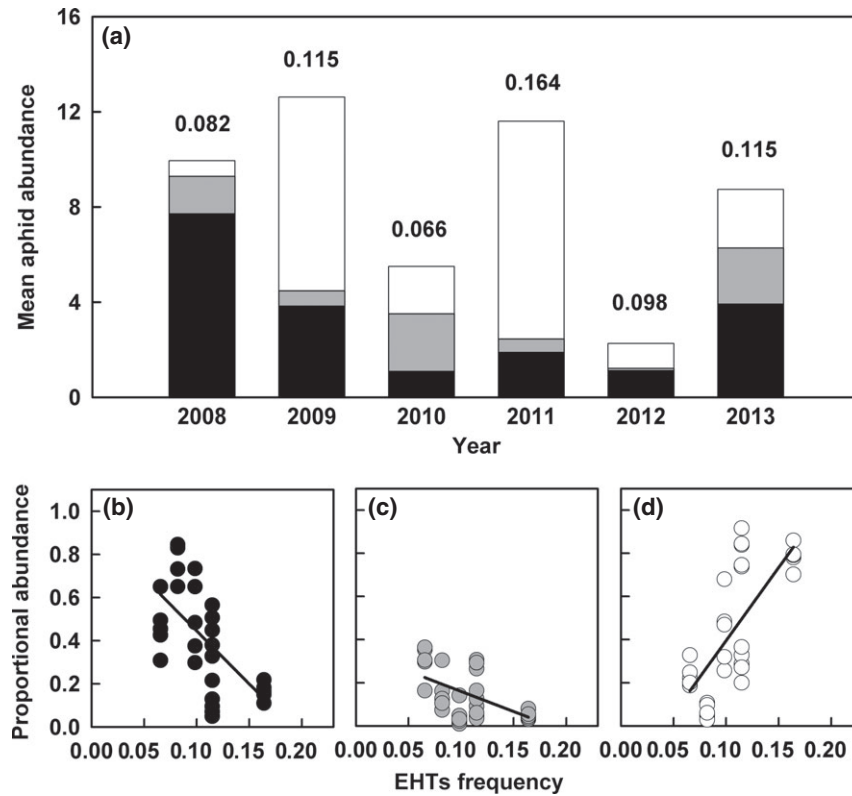 (a)
16
12
8
4
0
Mean aphid abundance
0.082
0.115
0.066
0.164
0.098
0.115
2008 2009 2010 2011 2012 2013
Year
Proportional abundance
1.0
0.8
0.6
0.4
0.2
0.0
(b) (c) (d)
0.00 0.05 0.10 0.15 0.20
0.00 0.05 0.10 0.15 0.20
0.00 0.05 0.10 0.15 0.20
EHTs frequency